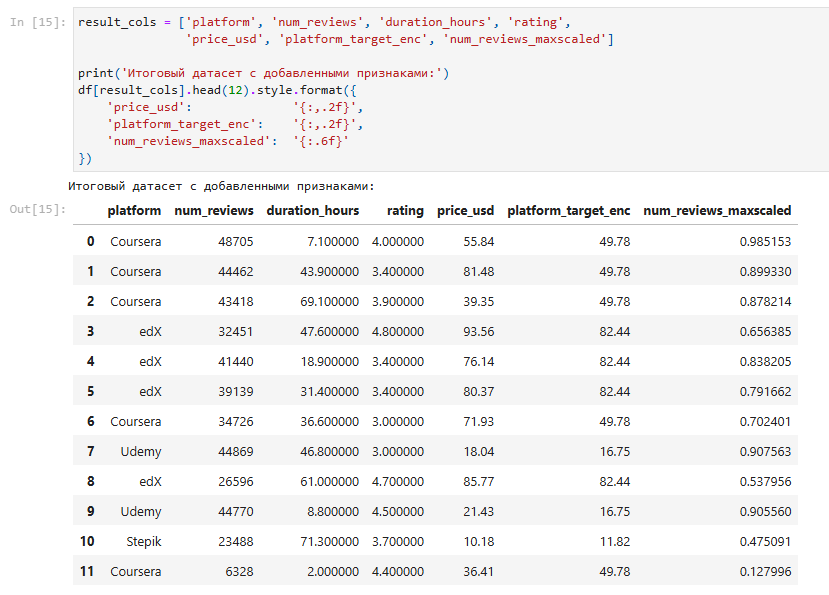 In [15]: result_cols = ['platform', 'num_reviews', 'duration_hours', 'rating',
'price_usd', 'platform_target_enc', 'num_reviews_maxscaled']
print('Итоговый датасет с добавленными признаками:')
df[result_cols].head(12).style.format({
'price_usd': '{:,.2f}',
'platform_target_enc': '{:,.2f}',
'num_reviews_maxscaled': '{:.6f}'
})
Итоговый датасет с добавленными признаками:
Out[15]:
platform num_reviews duration_hours rating price_usd platform_target_enc num_reviews_maxscaled
0 Coursera 48705 7.100000 4.000000 55.84 49.78 0.985153
1 Coursera 44462 43.900000 3.400000 81.48 49.78 0.899330
2 Coursera 43418 69.100000 3.900000 39.35 49.78 0.878214
3 edX 32451 47.600000 4.800000 93.56 82.44 0.656385
4 edX 41440 18.900000 3.400000 76.14 82.44 0.838205
5 edX 39139 31.400000 3.400000 80.37 82.44 0.791662
6 Coursera 34726 36.600000 3.000000 71.93 49.78 0.702401
7 Udemy 44869 46.800000 3.000000 18.04 16.75 0.907563
8 edX 26596 61.000000 4.700000 85.77 82.44 0.537956
9 Udemy 44770 8.800000 4.500000 21.43 16.75 0.905560
10 Stepik 23488 71.300000 3.700000 10.18 11.82 0.475091
11 Coursera 6328 2.000000 4.400000 36.41 49.78 0.127996